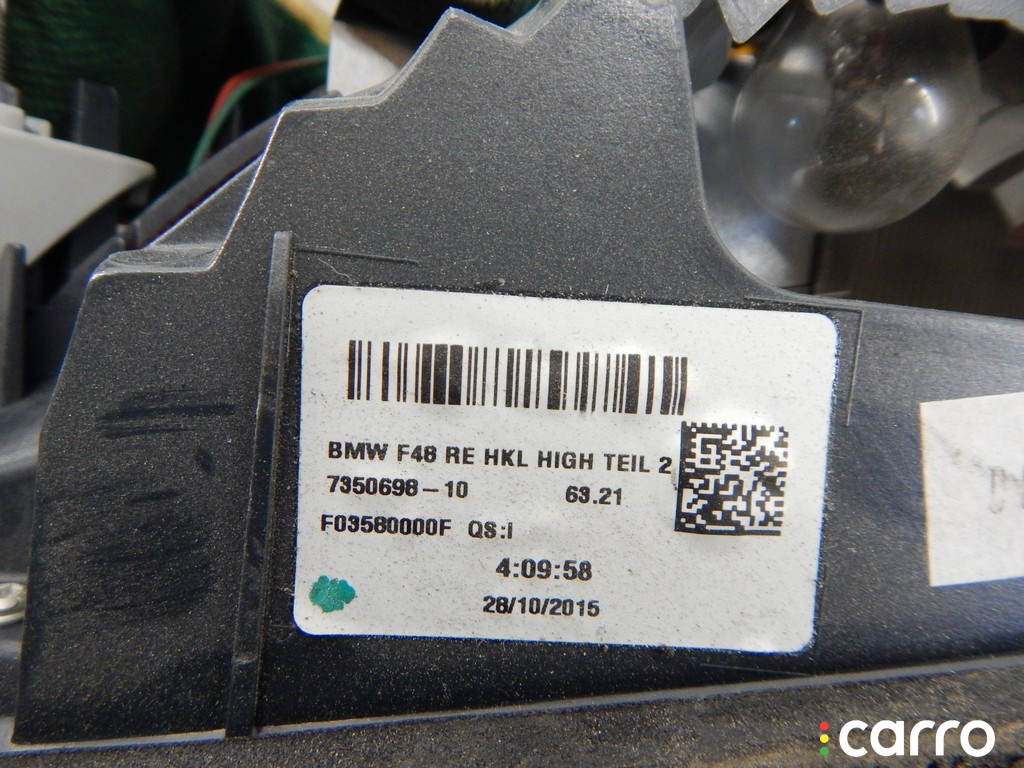 BMW F48 RE HKL HIGH TEIL 2
7350698-10 63.21
F03580000F QS:I
4:09:58
28/10/2015
carro